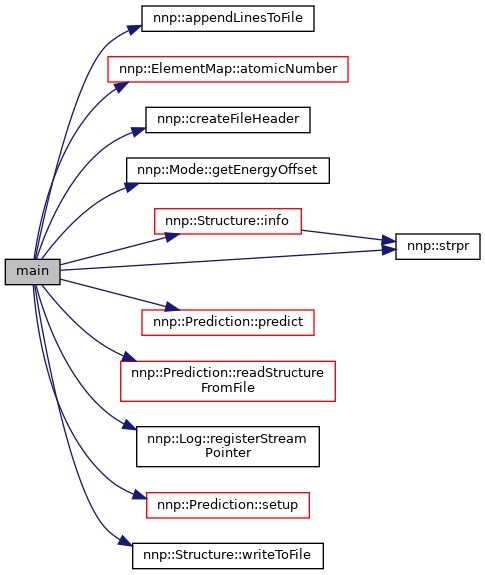 nnp::appendLinesToFile
nnp::ElementMap::atomicNumber
nnp::createFileHeader
nnp::Mode::getEnergyOffset
nnp::Structure::info
nnp::strpr
main
nnp::Prediction::predict
nnp::Prediction::readStructure
FromFile
nnp::Log::registerStream
Pointer
nnp::Prediction::setup
nnp::Structure::writeToFile